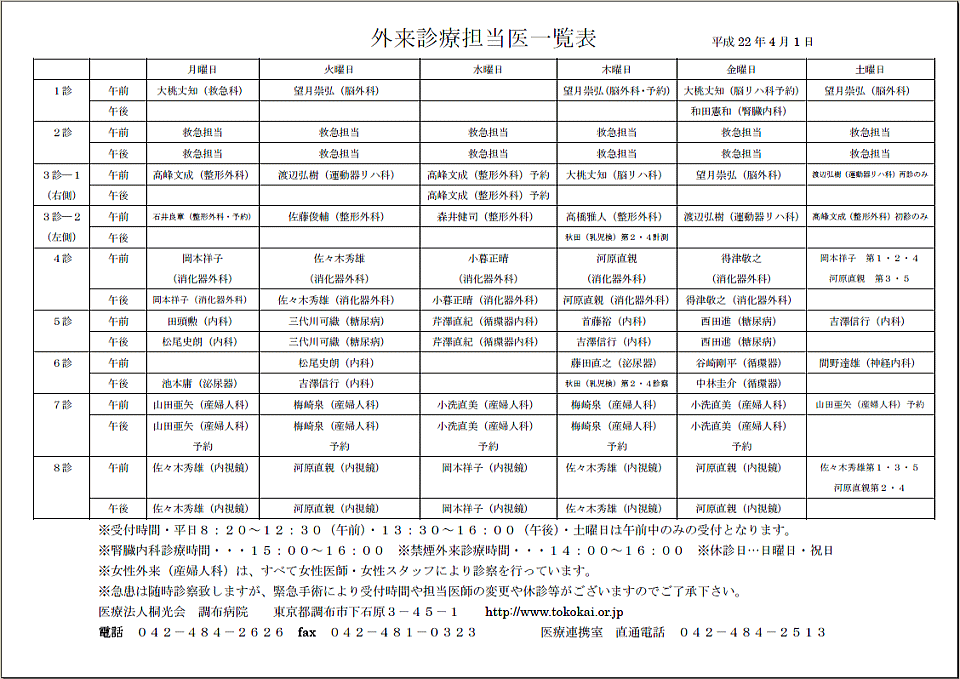 外来診療担当医一覧表 平成22年4月1日
月曜日 火曜日 水曜日 木曜日 金曜日 土曜日
1診 午前 大桃丈知（救急科） 望月崇弘（脳外科） 望月崇弘（脳外科・予約） 大桃丈知（脳リハ科予約） 望月崇弘（脳外科）
午後 和田憲和（腎臓内科）
2診 午前 救急担当 救急担当 救急担当 救急担当 救急担当 救急担当
午後 救急担当 救急担当 救急担当 救急担当 救急担当 救急担当
3診―1 午前 高峰文成（整形外科） 渡辺弘樹（運動器リハ科） 高峰文成（整形外科）予約 大桃丈知（脳リハ科） 望月崇弘（脳外科） 渡辺弘樹（運動器リハ科）再診のみ
（右側） 午後 高峰文成（整形外科）予約
3診―2 午前 石井良章（整形外科・予約） 佐藤俊輔（整形外科） 森井健司（整形外科） 高橋雅人（整形外科） 渡辺弘樹（運動器リハ科） 高峰文成（整形外科）初診のみ
（左側） 午後 秋田（乳児検）第2・4計測
4診 午前 岡本祥子 佐々木秀雄 小暮正晴 河原直親 得津敬之 岡本祥子 第1・2・4
（消化器外科） （消化器外科） （消化器外科） （消化器外科） （消化器外科） 河原直親 第3・5
午後 岡本祥子（消化器外科） 佐々木秀雄（消化器外科） 小暮正晴（消化器外科） 河原直親（消化器外科） 得津敬之（消化器外科）
5診 午前 田頭勲（内科） 三代川可織（糖尿病） 芹澤直紀（循環器内科） 首藤裕（内科） 西田進（糖尿病） 吉澤信行（内科）
午後 松尾史朗（内科） 三代川可織（糖尿病） 芹澤直紀（循環器内科） 吉澤信行（内科） 西田進（糖尿病）
6診 午前 松尾史朗（内科） 藤田直之（泌尿器） 谷崎剛平（循環器） 間野達雄（神経内科）
午後 池本庸（泌尿器） 吉澤信行（内科） 秋田（乳児検）第2・4診察 中林圭介（循環器）
7診 午前 山田亜矢（産婦人科） 梅崎泉（産婦人科） 小洗直美（産婦人科） 梅崎泉（産婦人科） 小洗直美（産婦人科） 山田亜矢（産婦人科）予約
午後 山田亜矢（産婦人科） 梅崎泉（産婦人科） 小洗直美（産婦人科） 梅崎泉（産婦人科） 小洗直美（産婦人科）
予約 予約 予約 予約 予約
8診 午前 佐々木秀雄（内視鏡） 河原直親（内視鏡） 岡本祥子（内視鏡） 佐々木秀雄（内視鏡） 河原直親（内視鏡） 佐々木秀雄第1・3・5
河原直親第2・4
午後 佐々木秀雄（内視鏡） 河原直親（内視鏡） 岡本祥子（内視鏡） 佐々木秀雄（内視鏡） 河原直親（内視鏡）
※受付時間・平日8：20～12：30（午前）・13：30～16：00（午後）・土曜日は午前中のみの受付となります。
※腎臓内科診療時間・・・15：00～16：00 ※禁煙外来診療時間・・・14：00～16：00 ※休診日…日曜日・祝日
※女性外来（産婦人科）は、すべて女性医師・女性スタッフにより診察を行っています。
※急患は随時診察致しますが、緊急手術により受付時間や担当医師の変更や休診等がございますのでご了承下さい。
医療法人桐光会 調布病院 東京都調布市下石原3－45－1 http://www.tokokai.or.jp
電話 042－484－2626 fax 042－481－0323 医療連携室 直通電話 042－484－2513